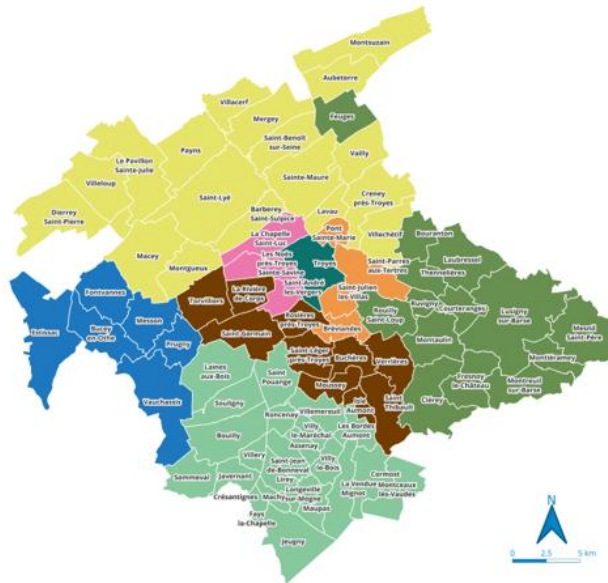 Montsuzain
Aubeterre
Feuges
Villacerf
Mergey
Saint-Benoît
sur-Seine
Payns
Vailly
Le Pavillon
Sainte-Julie
Villeloup
Sainte-Maure
Creney
près-Troyes
Saint-Lyé
Dierrey
Saint-Pierre
Barberey
Saint-Sulpice
Lavau
Pont
Sainte-Marie
Villechétif
Bouranton
La Chapelle
Saint-Luc
Les Noës
près-Troyes
Troyes
Saint-Parres
aux-Tertres
Laubressel
Thennelières
Macey
Montgueux
Sainte-Savine
Saint-André
les-Vergers
Fontvannes
Torvilliers
La Rivière
de-Corps
Saint-Julien
les-Villas
Ruvigny
Courteranges
Lusigny
sur-Barse
Estissac
Messon
Bucey
en-Othe
Rosières
près-Troyes
Rouilly
Saint-Loup
Mesnil
Saint-Père
Prugny
Saint-Germain
Bréviandes
Montaulin
Montiéramey
Saint-Léger
près-Troyes
Buchères
Verrières
Laines
aux-Bois
Saint
Pouange
Moussey
Fresnoy
le-Château
Montreuil
sur-Barse
Clérey
Isle
Aumont
Saint
Thibault
Vauchassis
Souligny
Roncenay
Villemereuil
Les Bordes
Aumont
Bouilly
Villy
le-Maréchal
Assenay
Villery
Saint-Jean
de-Bonneval
Villy
le-Bois
Sommeval
Javernant
Lirey
Cormost
Crésantignes
Machy
Longeville
sur-Mogne
La Vendue
Mignot
Montceaux
lès-Vaudes
Maupas
Fays
la-Chapelle
Jeugny
N
0 2,5 5 km